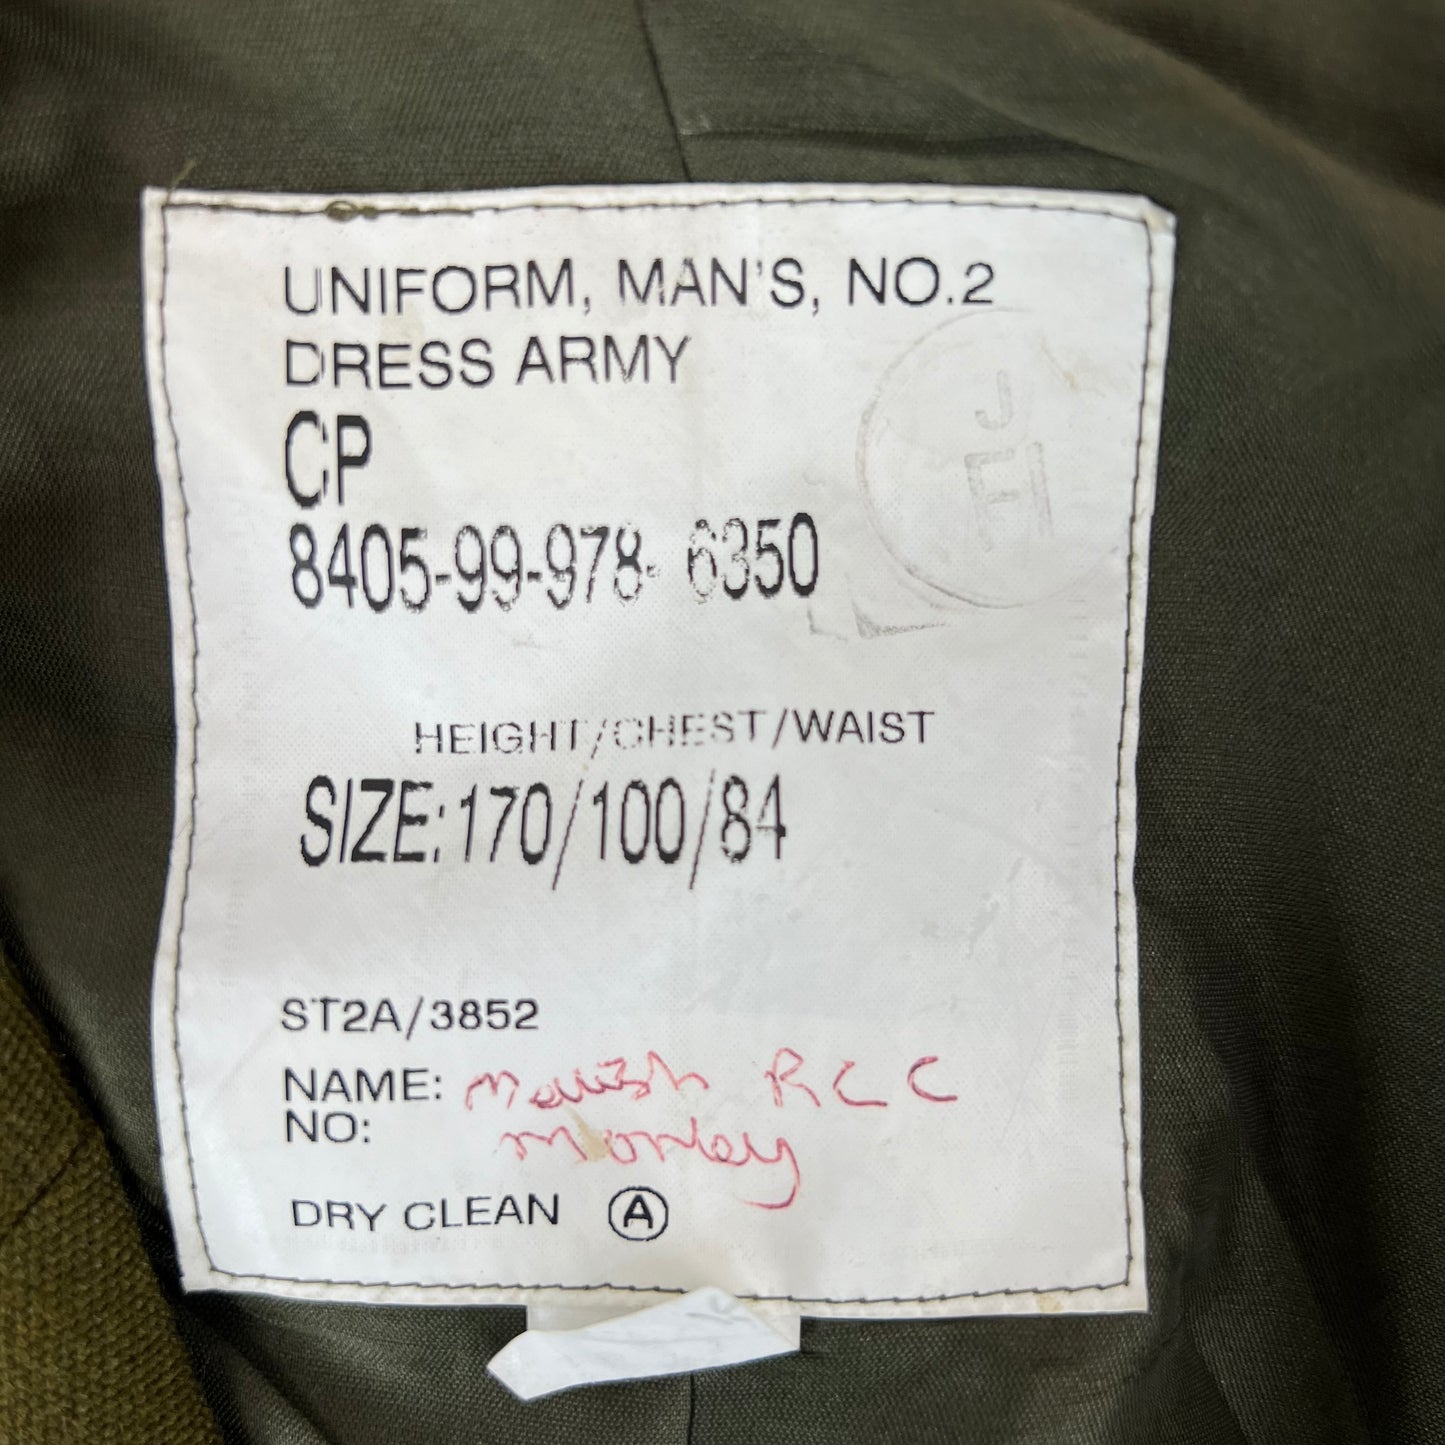 UNIFORM, MAN'S, NO.2
DRESS ARMY
CP
8405-99-978-6350
HEIGHT/CHEST/WAIST
SIZE: 170/100/84
ST2A/3852
NAME: RCC
NO:
DRY CLEAN Ⓐ